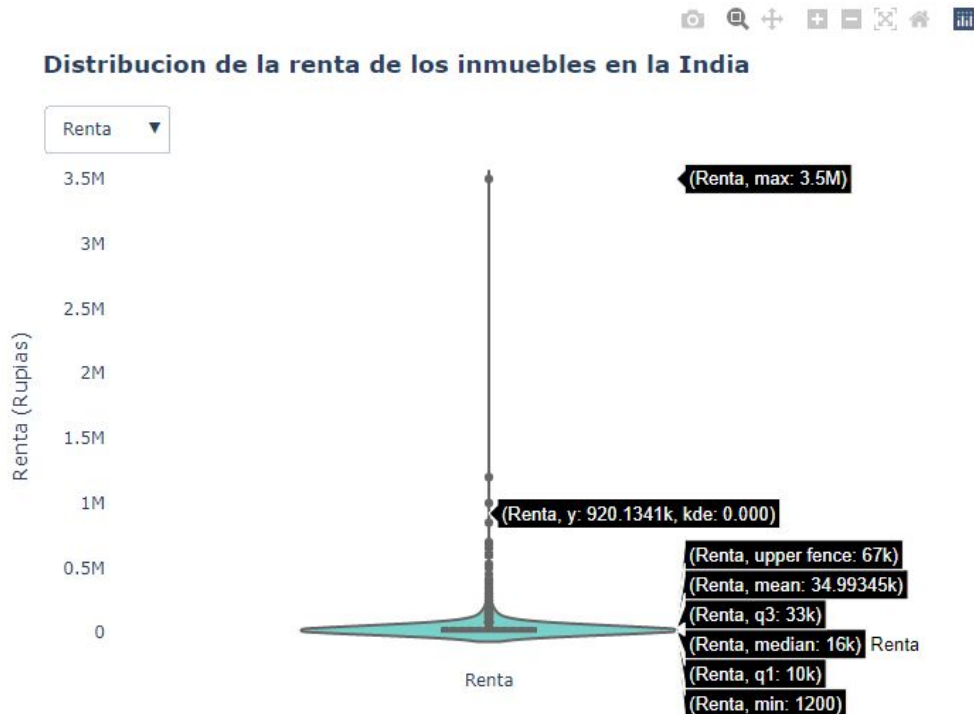 Distribucion de la renta de los inmuebles en la India
Renta ▼
3.5M
(Renta, max: 3.5M)
3M
2.5M
2M
1.5M
1M
(Renta, y: 920.1341k, kde: 0.000)
0.5M
0
Renta (Rupias)
(Renta, upper fence: 67k)
(Renta, mean: 34.99345k)
(Renta, q3: 33k)
(Renta, median: 16k) Renta
(Renta, q1: 10k)
(Renta, min: 1200)
Renta